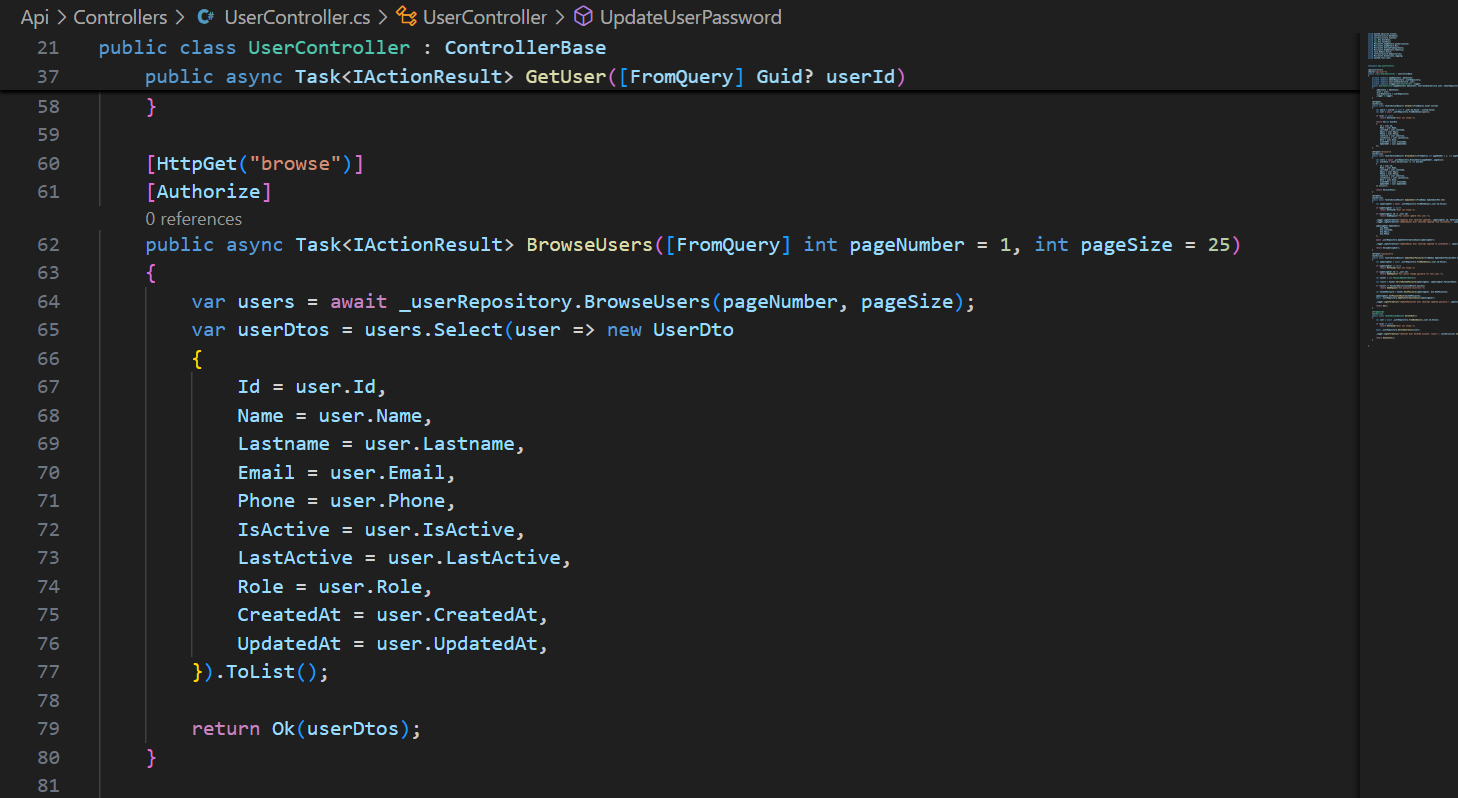 Api > Controllers > C# UserController.cs > UserController > UpdateUserPassword
21 public class UserController : ControllerBase
37 public async Task<IActionResult> GetUser([FromQuery] Guid? userId)
58 }
59
60 [HttpGet("browse")]
61 [Authorize]
0 references
62 public async Task<IActionResult> BrowseUsers([FromQuery] int pageNumber = 1, int pageSize = 25)
63 {
64 var users = await _userRepository.BrowseUsers(pageNumber, pageSize);
65 var userDtos = users.Select(user => new UserDto
66 {
67 Id = user.Id,
68 Name = user.Name,
69 Lastname = user.Lastname,
70 Email = user.Email,
71 Phone = user.Phone,
72 IsActive = user.IsActive,
73 LastActive = user.LastActive,
74 Role = user.Role,
75 CreatedAt = user.CreatedAt,
76 UpdatedAt = user.UpdatedAt,
77 }).ToList();
78
79 return Ok(userDtos);
80 }
81